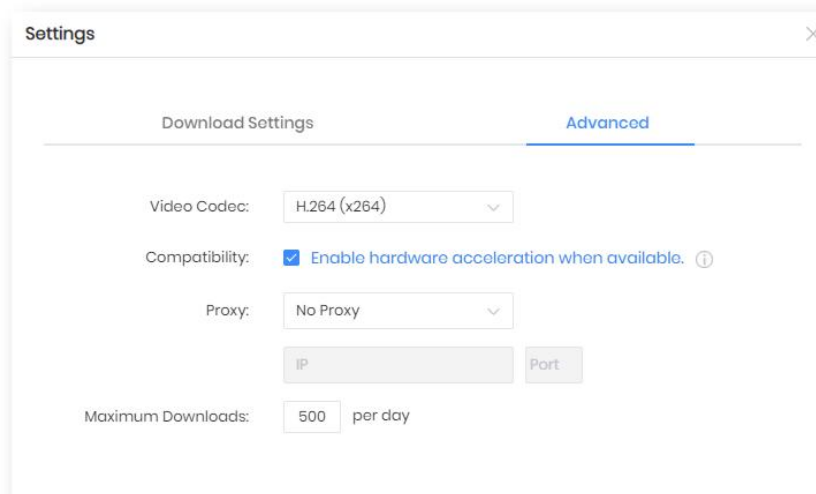 Settings
Download Settings Advanced
Video Codec: H.264 (x264)
Compatibility: Enable hardware acceleration when available.
Proxy: No Proxy
IP Port
Maximum Downloads: 500 per day